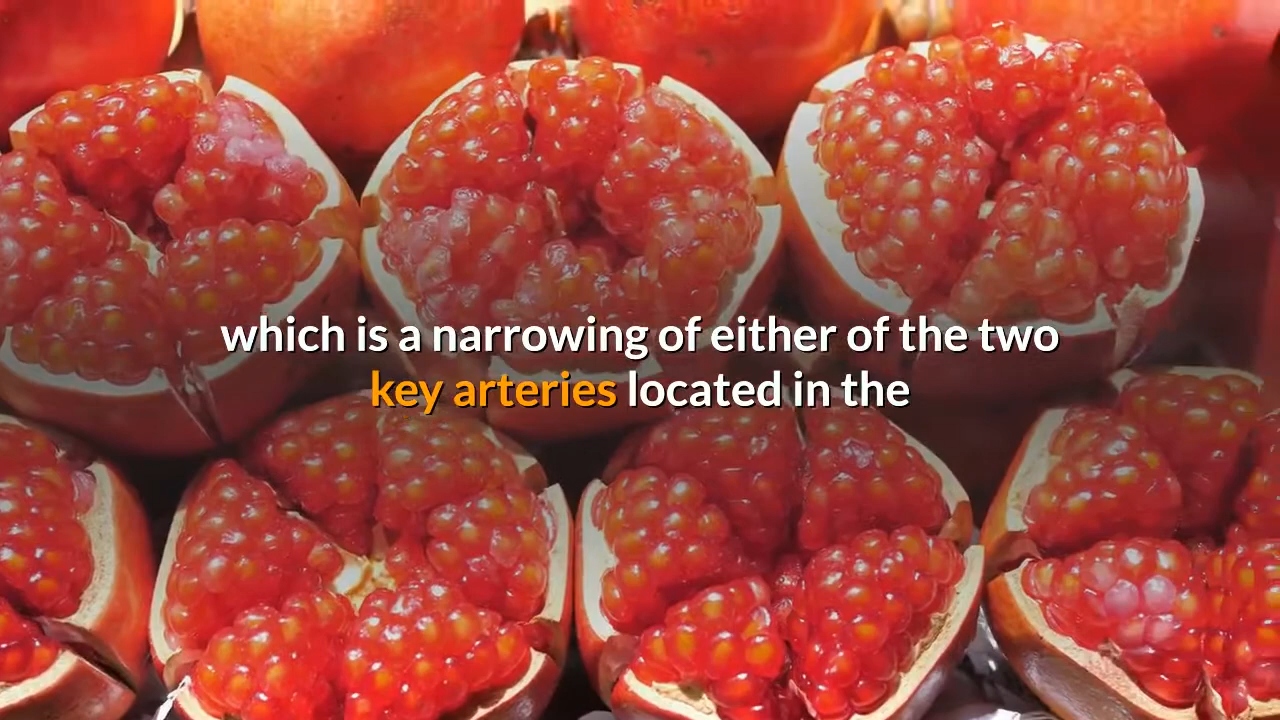 which is a narrowing of either of the two
key arteries located in the